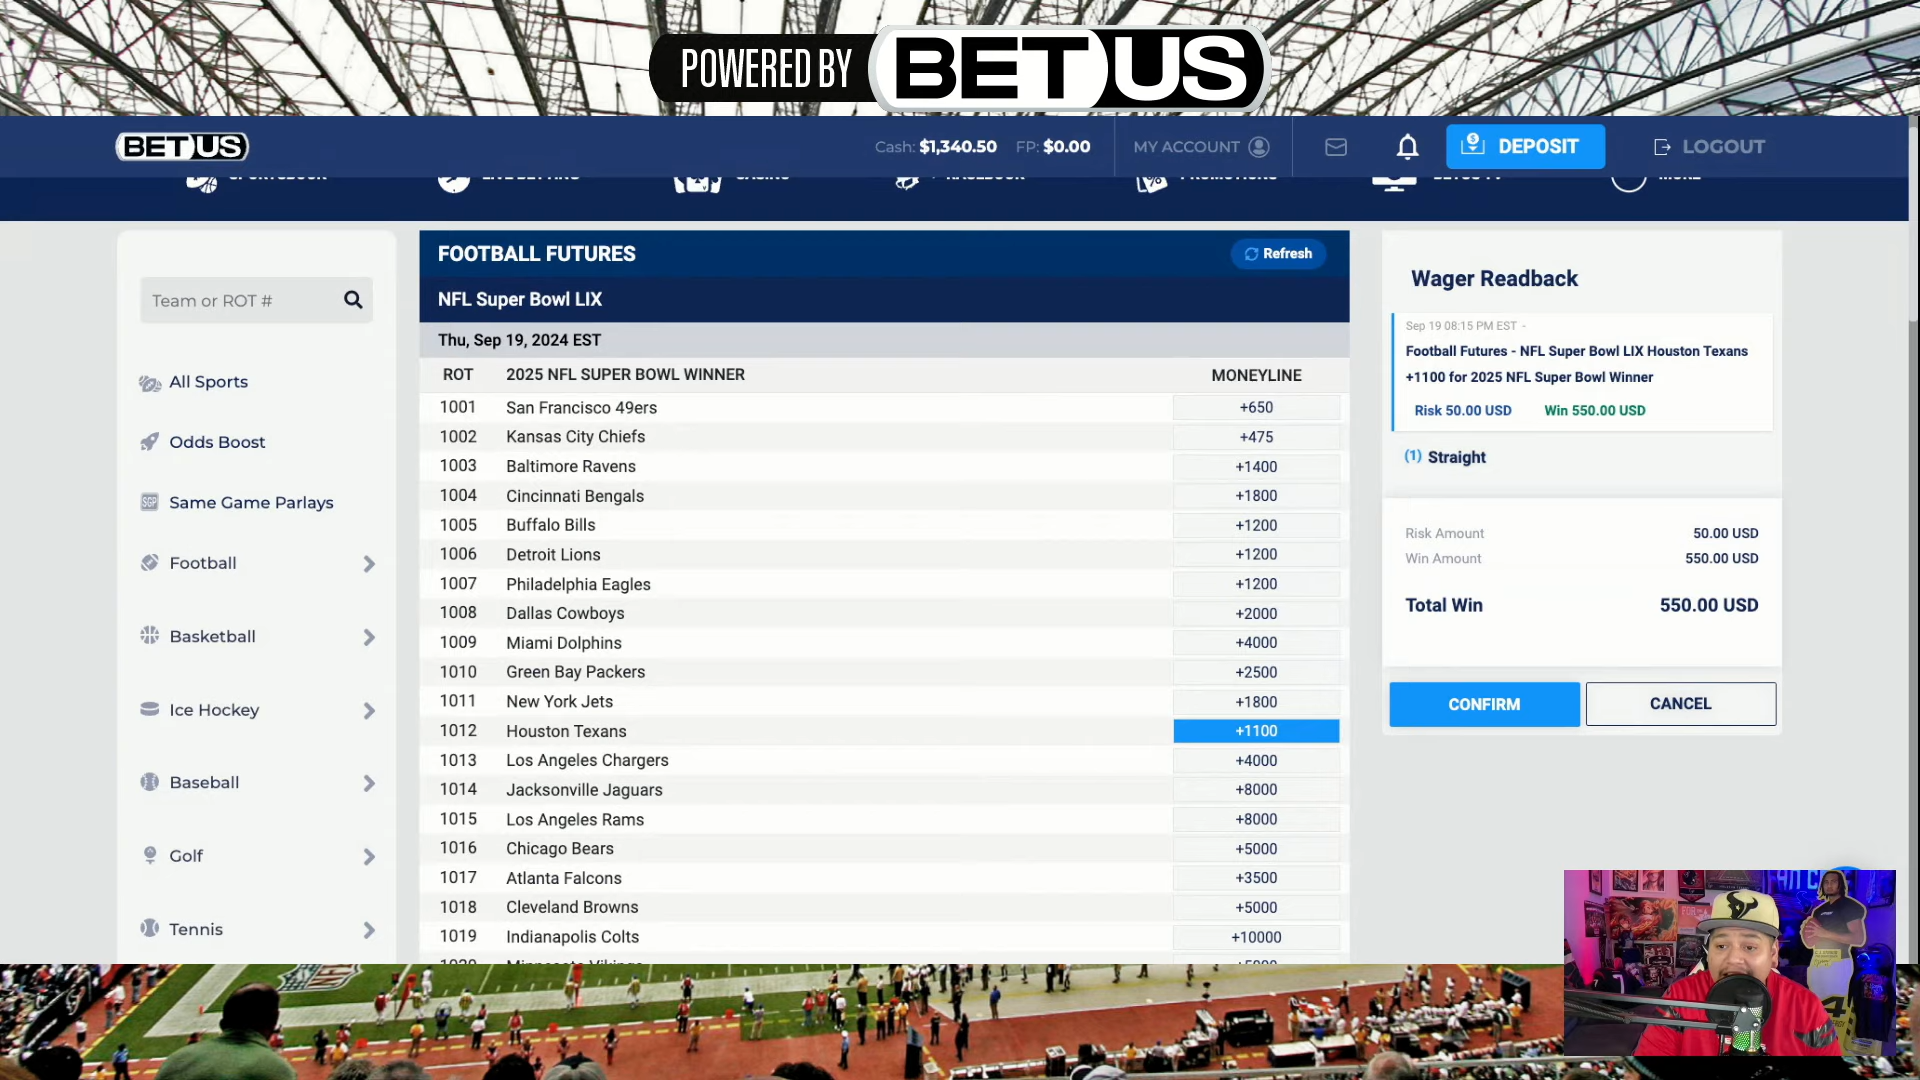 POWERED BY BETUS
BETUS
Cash: $1,340.50 FP: $0.00 MY ACCOUNT DEPOSIT LOGOUT
FOOTBALL FUTURES Refresh
NFL Super Bowl LIX
Thu, Sep 19, 2024 EST
ROT 2025 NFL SUPER BOWL WINNER MONEYLINE
1001 San Francisco 49ers +650
1002 Kansas City Chiefs +475
1003 Baltimore Ravens +1400
1004 Cincinnati Bengals +1800
1005 Buffalo Bills +1200
1006 Detroit Lions +1200
1007 Philadelphia Eagles +1200
1008 Dallas Cowboys +2000
1009 Miami Dolphins +4000
1010 Green Bay Packers +2500
1011 New York Jets +1800
1012 Houston Texans +1100
1013 Los Angeles Chargers +4000
1014 Jacksonville Jaguars +8000
1015 Los Angeles Rams +8000
1016 Chicago Bears +5000
1017 Atlanta Falcons +3500
1018 Cleveland Browns +5000
1019 Indianapolis Colts +10000
Team or ROT #
All Sports
Odds Boost
SGP Same Game Parlays
Football
Basketball
Ice Hockey
Baseball
Golf
Tennis
Wager Readback
Sep 19 08:15 PM EST -
Football Futures - NFL Super Bowl LIX Houston Texans
+1100 for 2025 NFL Super Bowl Winner
Risk 50.00 USD Win 550.00 USD
(1) Straight
Risk Amount 50.00 USD
Win Amount 550.00 USD
Total Win 550.00 USD
CONFIRM CANCEL